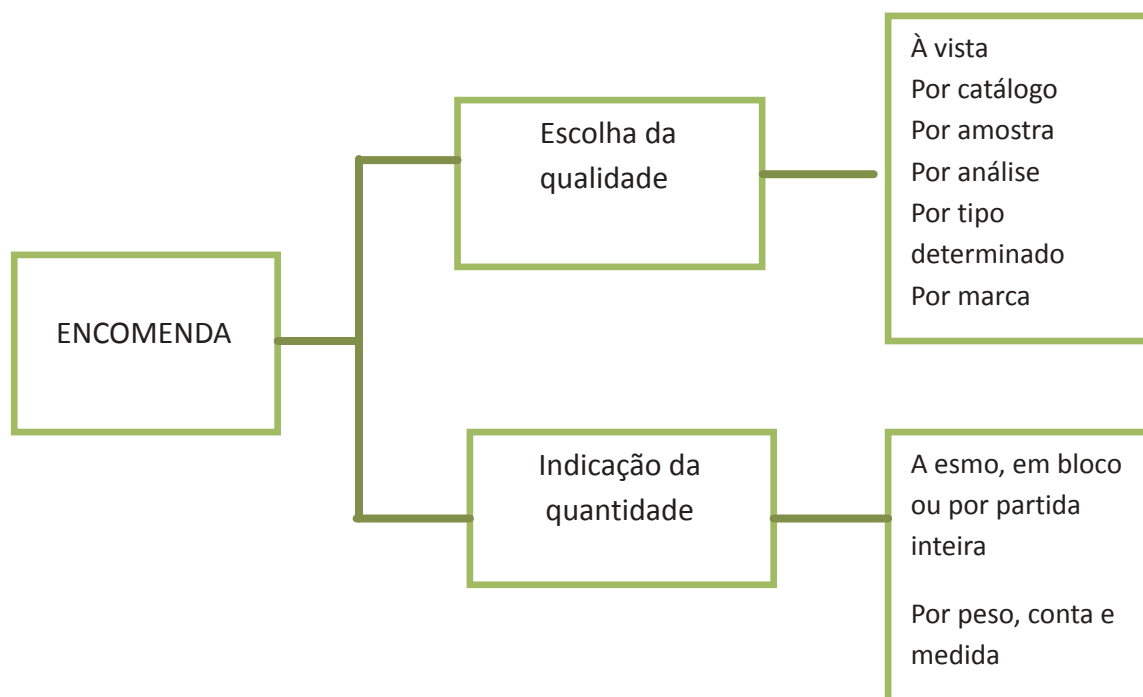 ENCOMENDA
Escolha da
qualidade
À vista
Por catálogo
Por amostra
Por análise
Por tipo
determinado
Por marca
Indicação da
quantidade
A esmo, em bloco
ou por partida
inteira
Por peso, conta e
medida